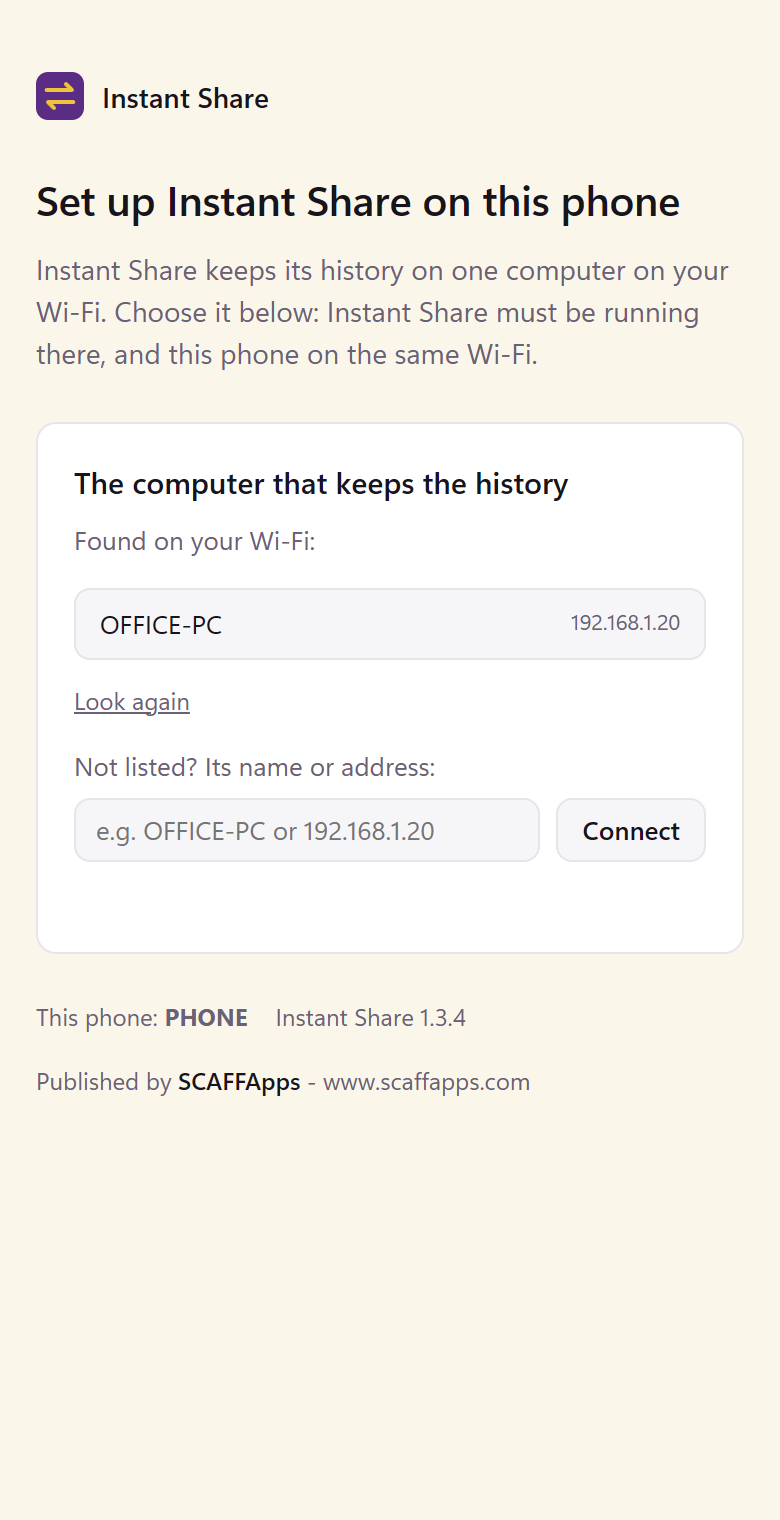 Instant Share
Set up Instant Share on this phone
Instant Share keeps its history on one computer on your
Wi-Fi. Choose it below: Instant Share must be running
there, and this phone on the same Wi-Fi.
The computer that keeps the history
Found on your Wi-Fi:
OFFICE-PC 192.168.1.20
Look again
Not listed? Its name or address:
e.g. OFFICE-PC or 192.168.1.20 Connect
This phone: PHONE Instant Share 1.3.4
Published by SCAFFApps - www.scaffapps.com